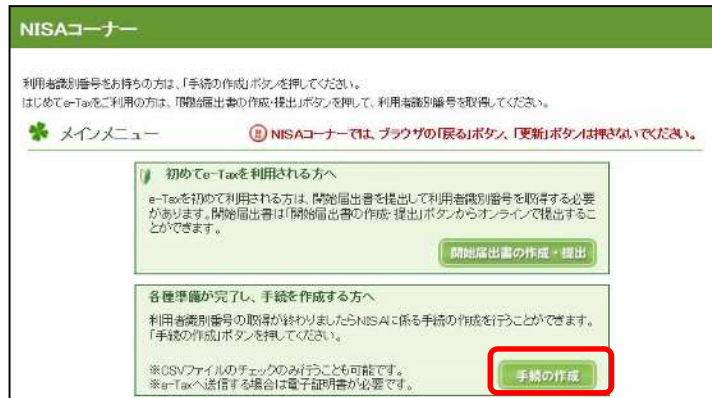 NISAコーナー
利用者識別番号をお持ちの方は、「手続の作成」ボタンを押してください。
はじめてe-Taxをご利用の方は、「開始届出書の作成・提出」ボタンを押して、利用者識別番号を取得してください。
メインメニュー
NISAコーナーでは、ブラウザの「戻る」ボタン、「更新」ボタンは押さないでください。
初めてe-Taxを利用される方へ
e-Taxを初めて利用される方は、開始届出書を提出して利用者識別番号を取得する必要
があります。開始届出書は「開始届出書の作成・提出」ボタンからオンラインで提出するこ
とができます。
開始届出書の作成・提出
各種準備が完了し、手続を作成する方へ
利用者識別番号の取得が終わりましたらNISAに係る手続の作成を行うことができます。
「手続の作成」ボタンを押してください。
※CSVファイルのチェックのみ行うことも可能です。
※e-Taxへ送信する場合は電子証明書が必要です。
手続の作成